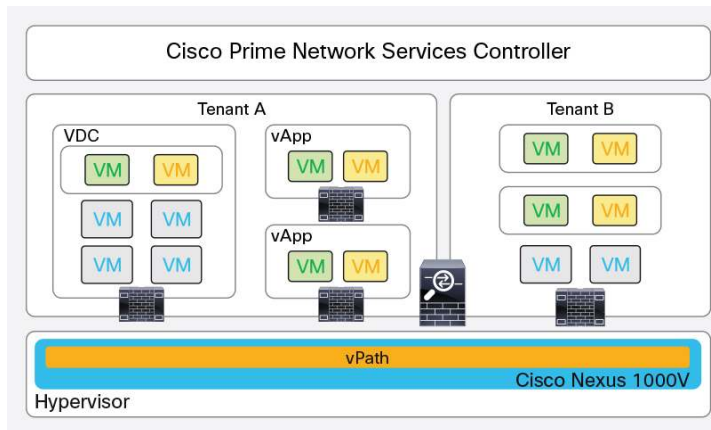 Cisco Prime Network Services Controller
Tenant A
VDC
VM VM
VM VM
VM VM
vApp
VM VM
vApp
VM VM
Tenant B
VM VM
VM VM
VM VM
vPath
Cisco Nexus 1000V
Hypervisor